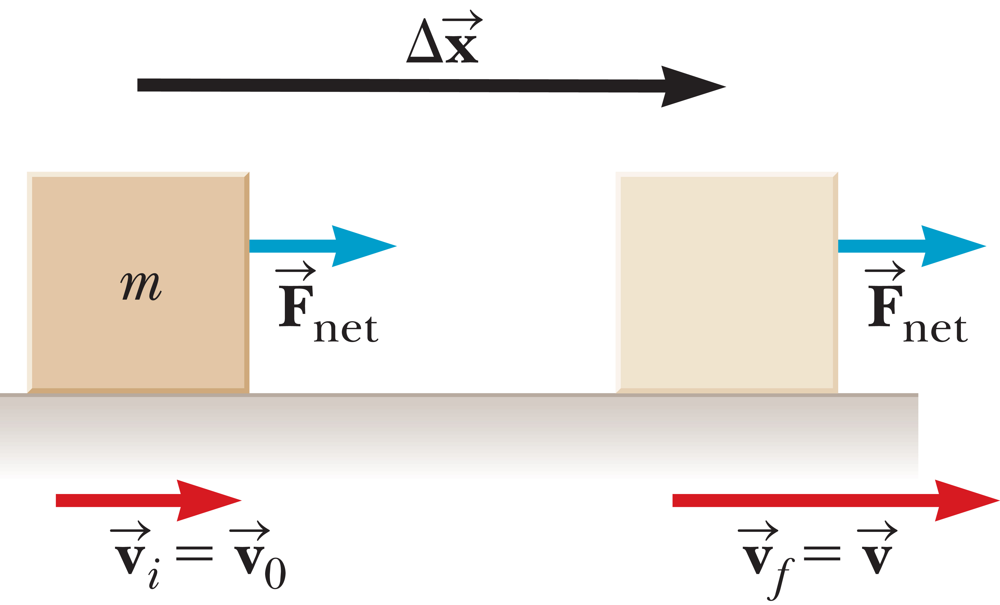 Δx⃗
m
F⃗net
F⃗net
v⃗i = v⃗0
v⃗f = v⃗